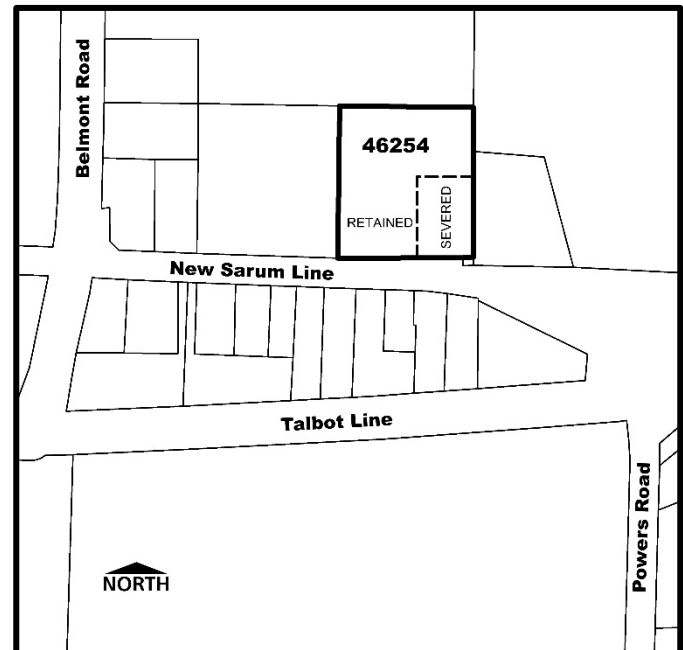 Belmont Road
46254
RETAINED
SEVERED
New Sarum Line
Talbot Line
Powers Road
NORTH